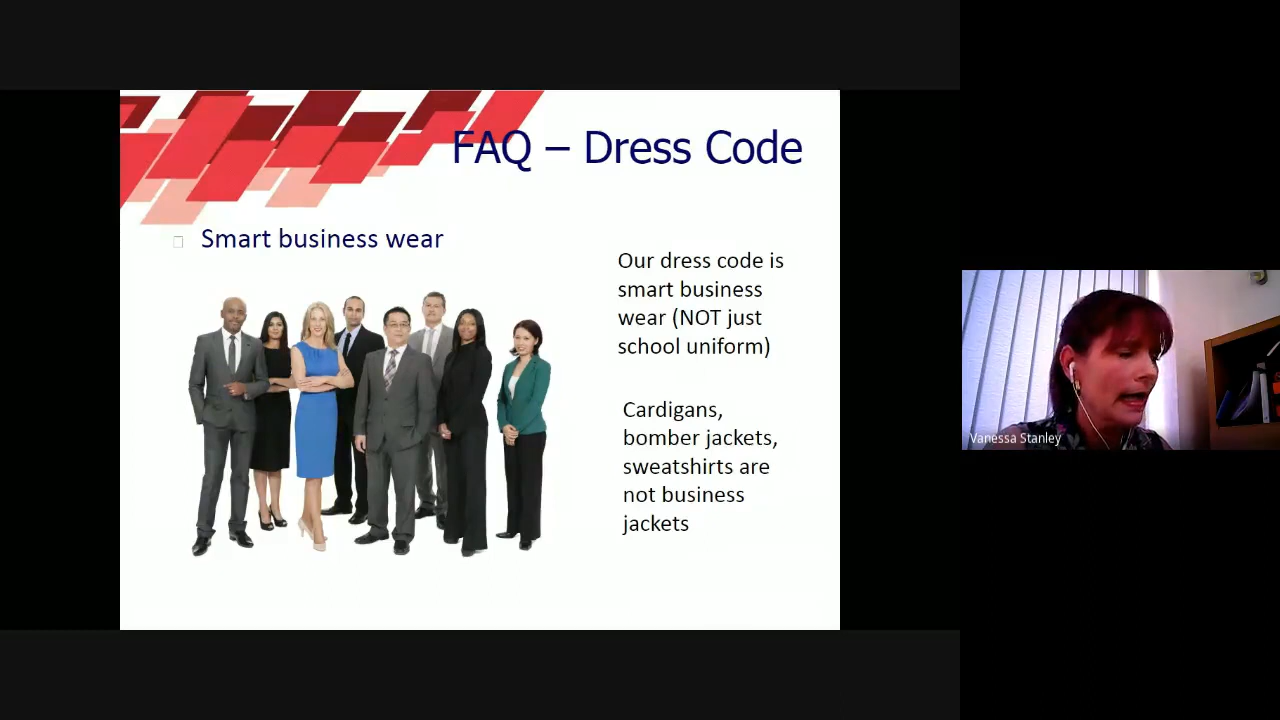 FAQ – Dress Code
Smart business wear
Our dress code is
smart business
wear (NOT just
school uniform)
Cardigans,
bomber jackets,
sweatshirts are
not business
jackets
Vanessa Stanley